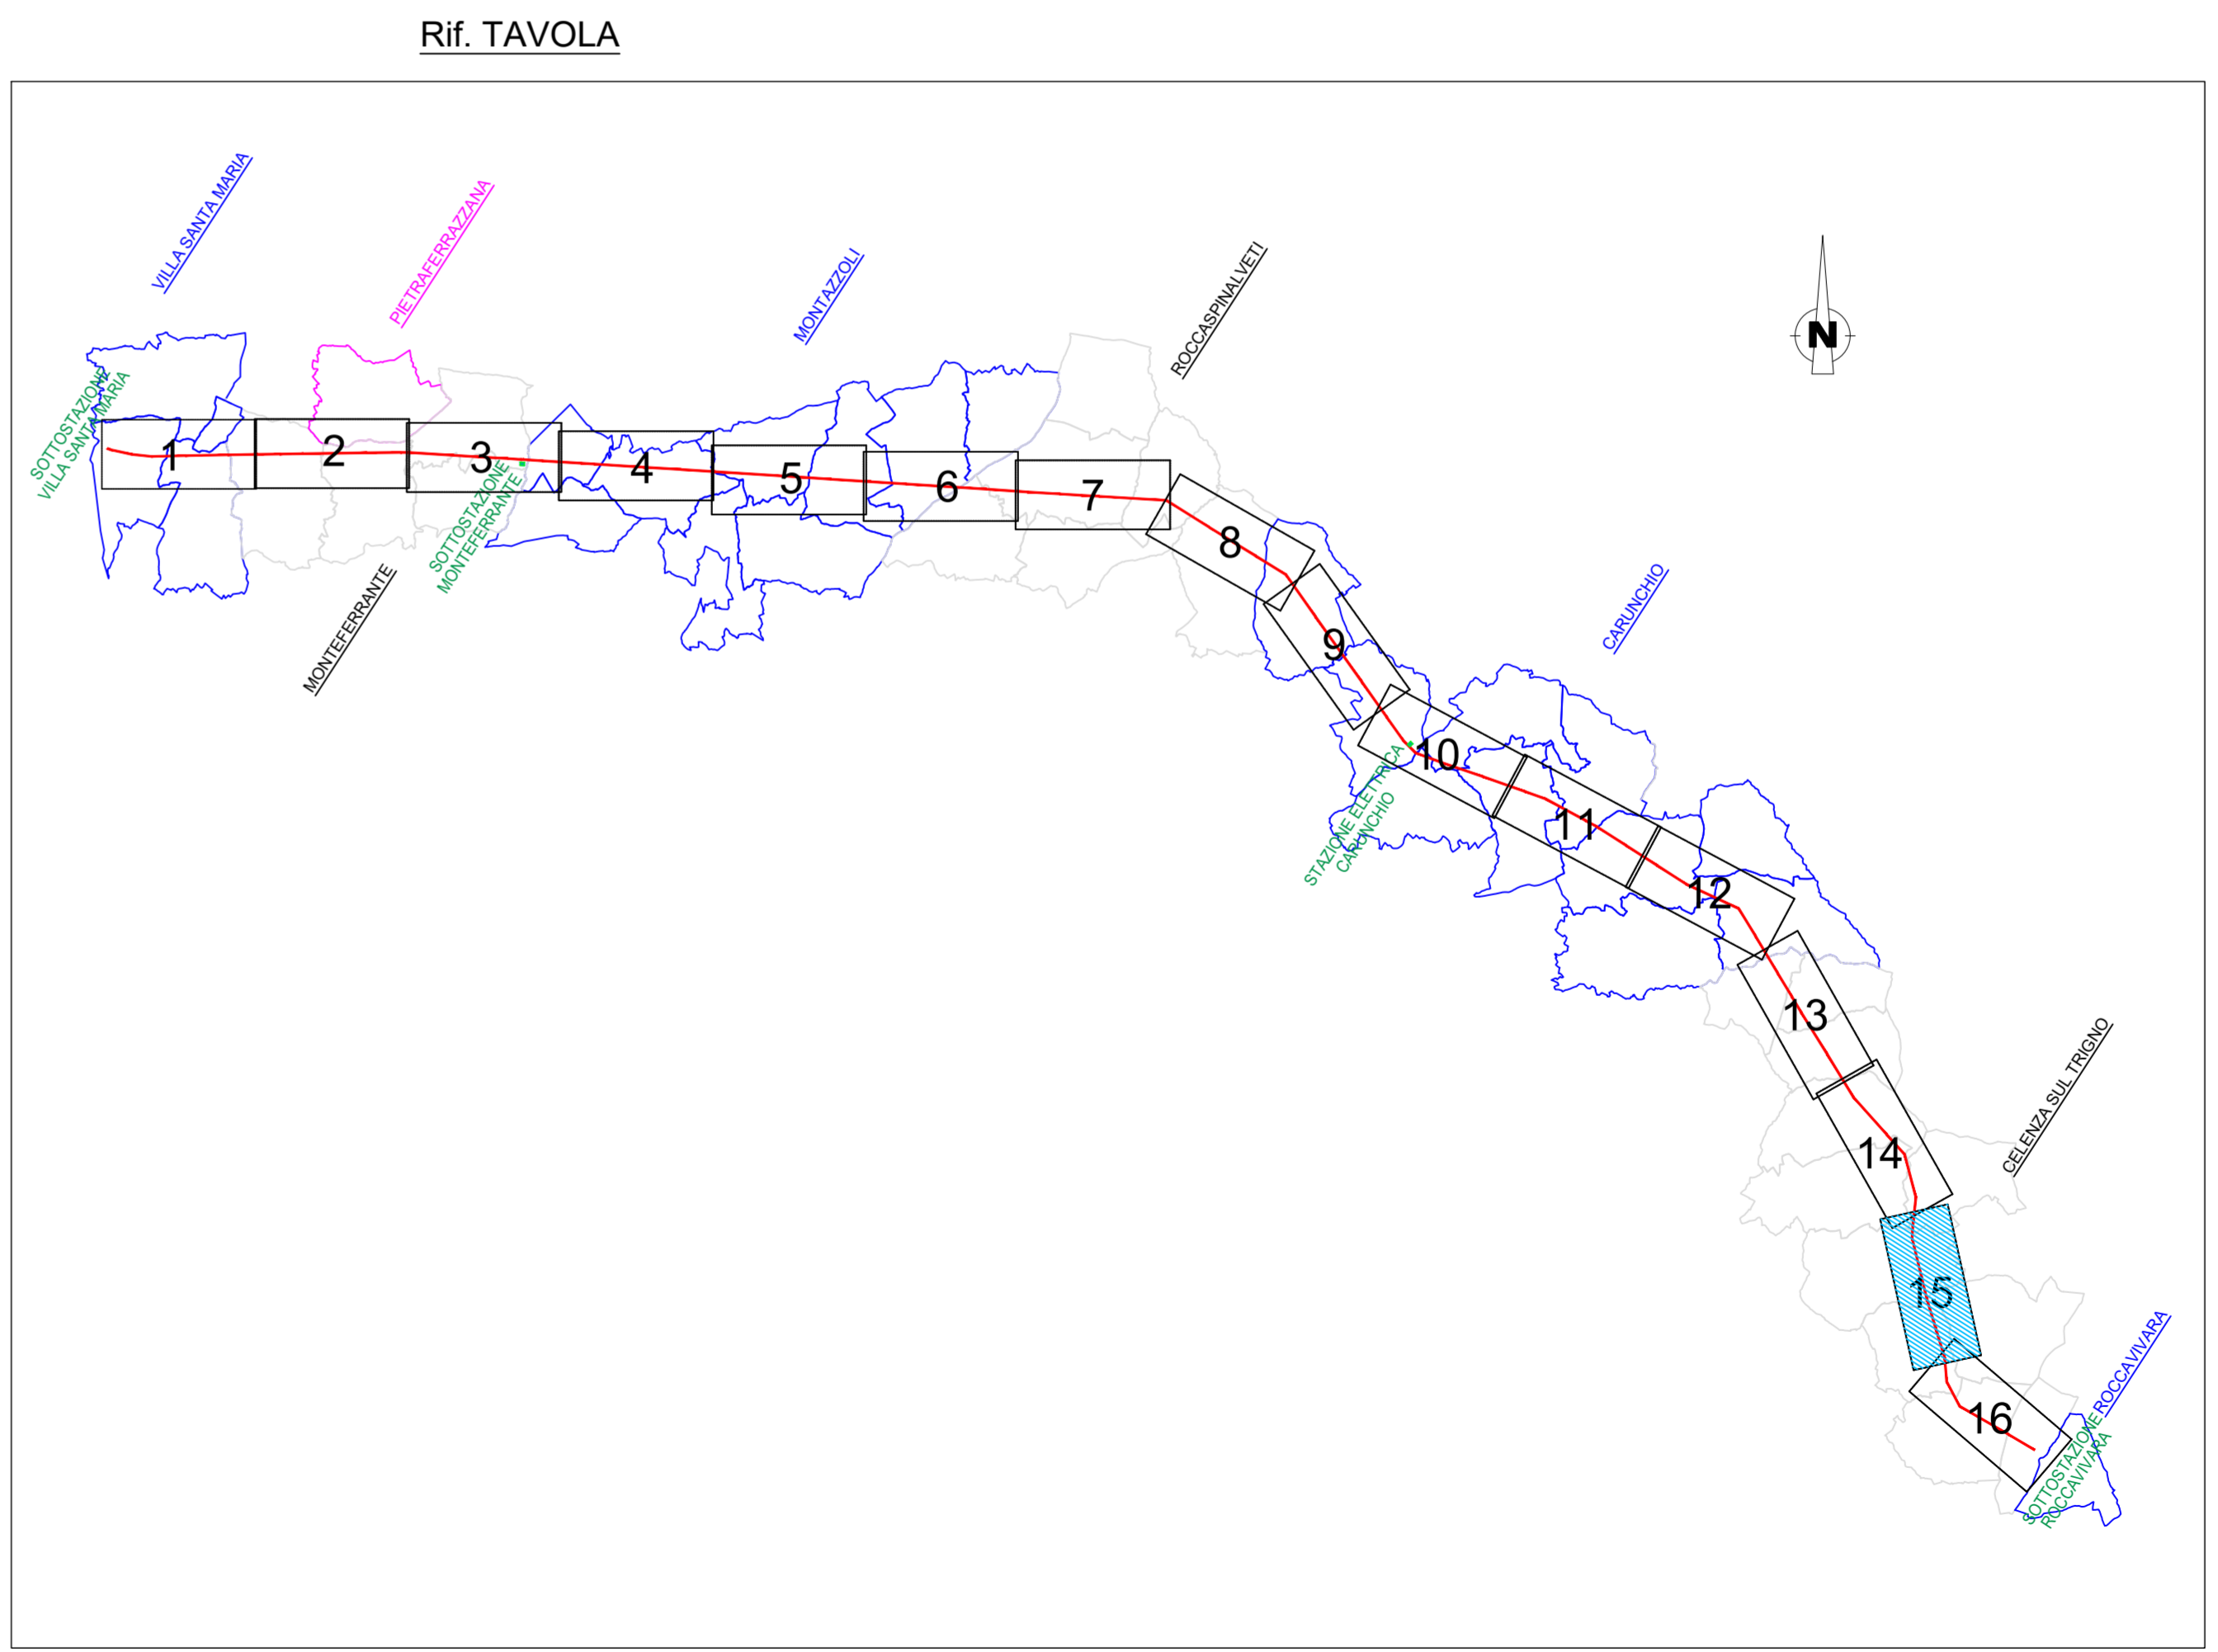 Rif. TAVOLA
VILLA SANTA MARIA
PIETRAFERRAZZANA
MONTAZZOLI
ROCCASPINALVETI
N
SOTTOSTAZIONE
VILLA SANTA MARIA
1
2
3
4
5
6
7
8
9
10
11
12
13
14
15
16
SOTTOSTAZIONE
MONTEFERRANTE
MONTEFERRANTE
CARUNCHIO
STAZIONE ELETTRICA
CARUNCHIO
CELENZA SUL TRIGNO
ROCCAVIVARA
SOTTOSTAZIONE
ROCCAVIVARA